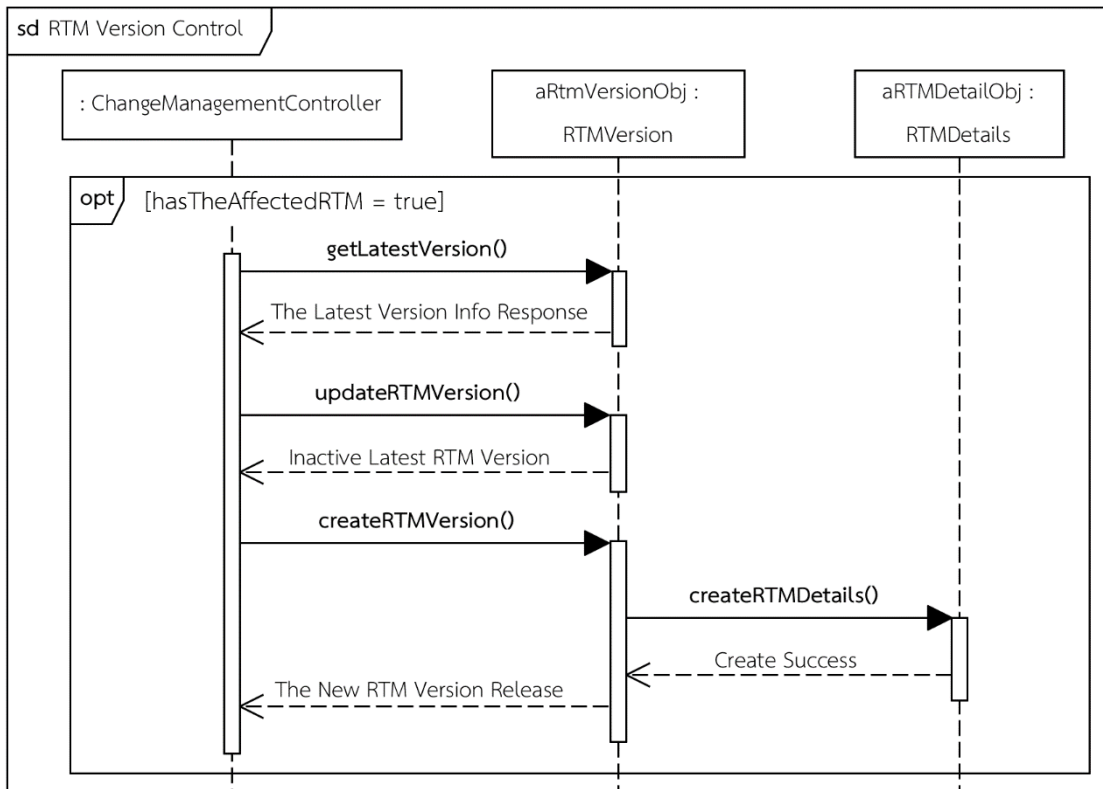 sd RTM Version Control
: ChangeManagementController
aRtmVersionObj :
RTMVersion
aRTMDetailObj :
RTMDetails
opt [hasTheAffectedRTM = true]
getLatestVersion()
The Latest Version Info Response
updateRTMVersion()
Inactive Latest RTM Version
createRTMVersion()
createRTMDetails()
Create Success
The New RTM Version Release